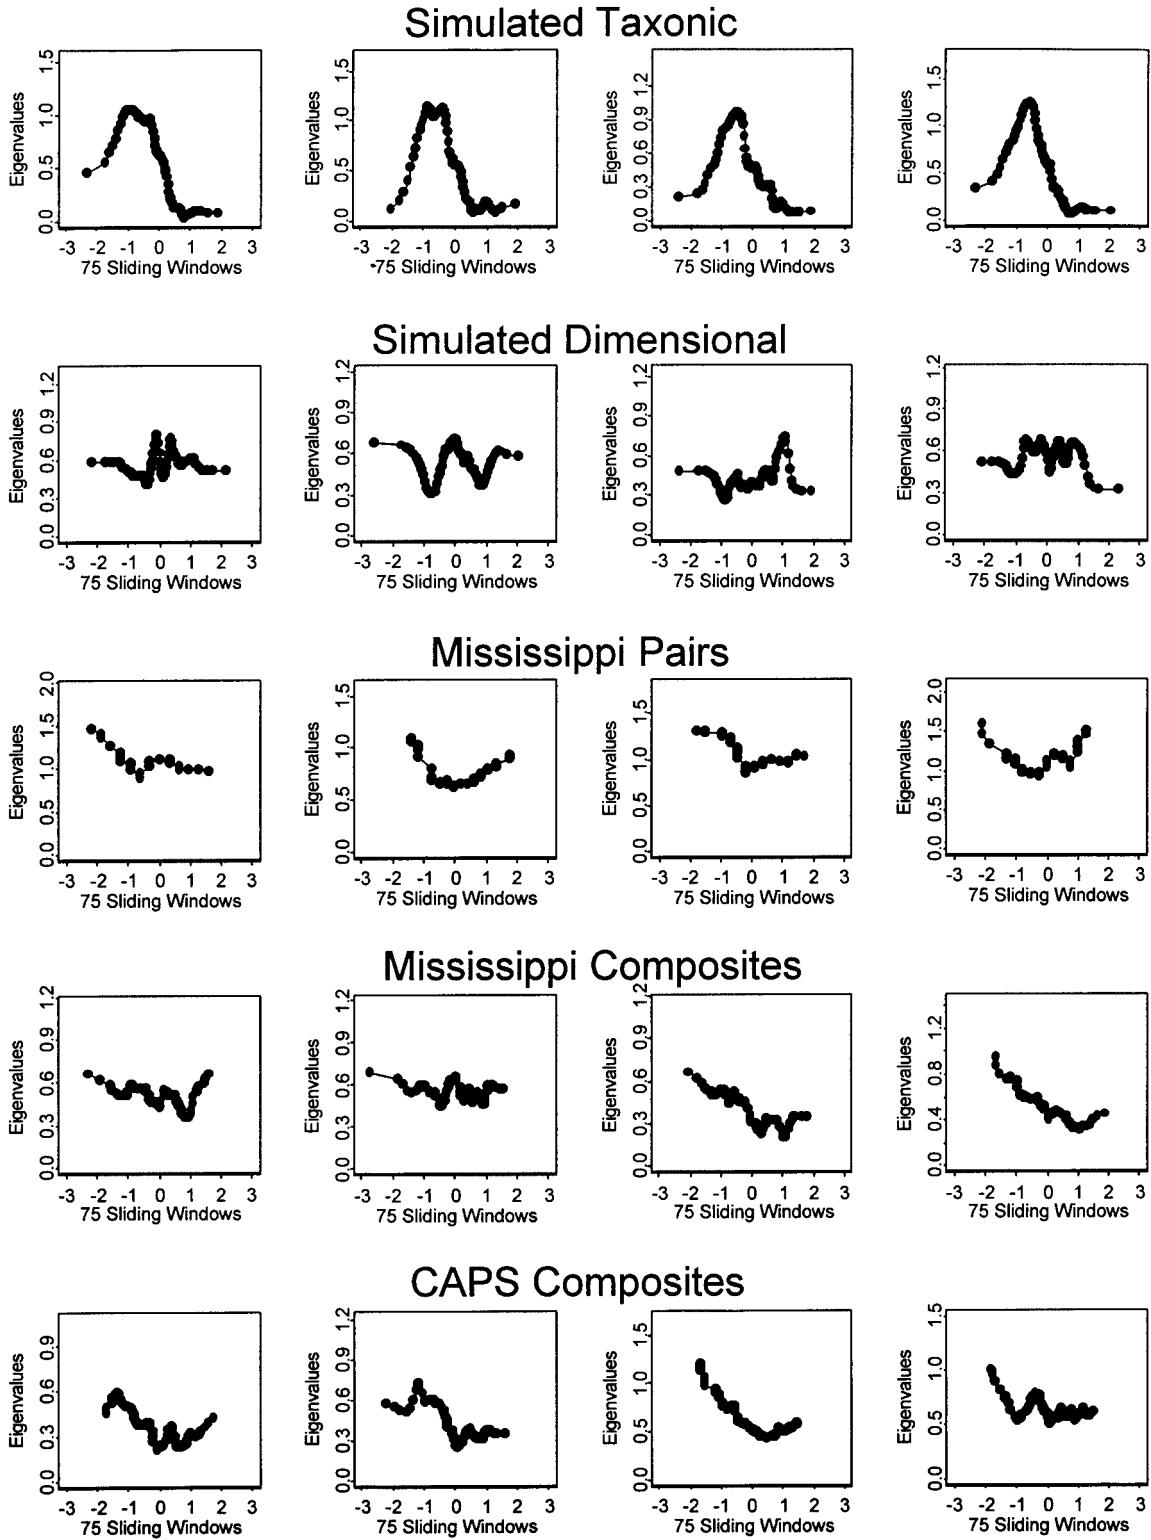 Simulated Taxonic
Eigenvalues 0.0 0.5 1.0 1.5
-3 -2 -1 0 1 2 3
75 Sliding Windows
Eigenvalues 0.0 0.5 1.0 1.5
-3 -2 -1 0 1 2 3
75 Sliding Windows
Eigenvalues 0.0 0.3 0.6 0.9 1.2
-3 -2 -1 0 1 2 3
75 Sliding Windows
Eigenvalues 0.0 0.5 1.0 1.5
-3 -2 -1 0 1 2 3
75 Sliding Windows
Simulated Dimensional
Eigenvalues 0.0 0.3 0.6 0.9 1.2
-3 -2 -1 0 1 2 3
75 Sliding Windows
Eigenvalues 0.0 0.3 0.6 0.9 1.2
-3 -2 -1 0 1 2 3
75 Sliding Windows
Eigenvalues 0.0 0.3 0.6 0.9 1.2
-3 -2 -1 0 1 2 3
75 Sliding Windows
Eigenvalues 0.0 0.3 0.6 0.9 1.2
-3 -2 -1 0 1 2 3
75 Sliding Windows
Mississippi Pairs
Eigenvalues 0.0 0.5 1.0 1.5 2.0
-3 -2 -1 0 1 2 3
75 Sliding Windows
Eigenvalues 0.0 0.5 1.0 1.5
-3 -2 -1 0 1 2 3
75 Sliding Windows
Eigenvalues 0.0 0.5 1.0 1.5
-3 -2 -1 0 1 2 3
75 Sliding Windows
Eigenvalues 0.0 0.5 1.0 1.5 2.0
-3 -2 -1 0 1 2 3
75 Sliding Windows
Mississippi Composites
Eigenvalues 0.0 0.3 0.6 0.9 1.2
-3 -2 -1 0 1 2 3
75 Sliding Windows
Eigenvalues 0.0 0.3 0.6 0.9 1.2
-3 -2 -1 0 1 2 3
75 Sliding Windows
Eigenvalues 0.0 0.3 0.6 0.9 1.2
-3 -2 -1 0 1 2 3
75 Sliding Windows
Eigenvalues 0.0 0.4 0.8 1.2
-3 -2 -1 0 1 2 3
75 Sliding Windows
CAPS Composites
Eigenvalues 0.0 0.3 0.6 0.9
-3 -2 -1 0 1 2 3
75 Sliding Windows
Eigenvalues 0.0 0.3 0.6 0.9 1.2
-3 -2 -1 0 1 2 3
75 Sliding Windows
Eigenvalues 0.0 0.5 1.0 1.5
-3 -2 -1 0 1 2 3
75 Sliding Windows
Eigenvalues 0.0 0.5 1.0 1.5
-3 -2 -1 0 1 2 3
75 Sliding Windows